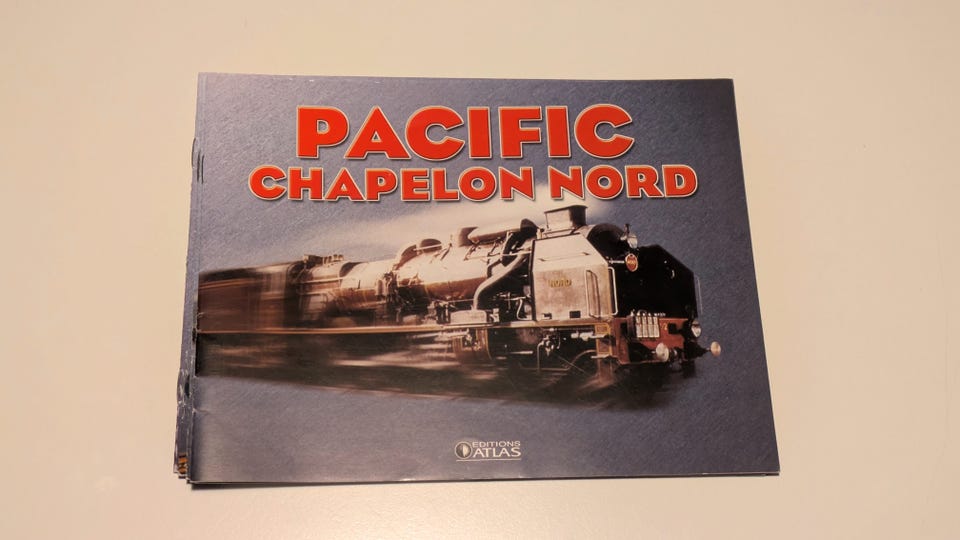 PACIFIC
CHAPELON NORD
NORD
EDITIONS
ATLAS